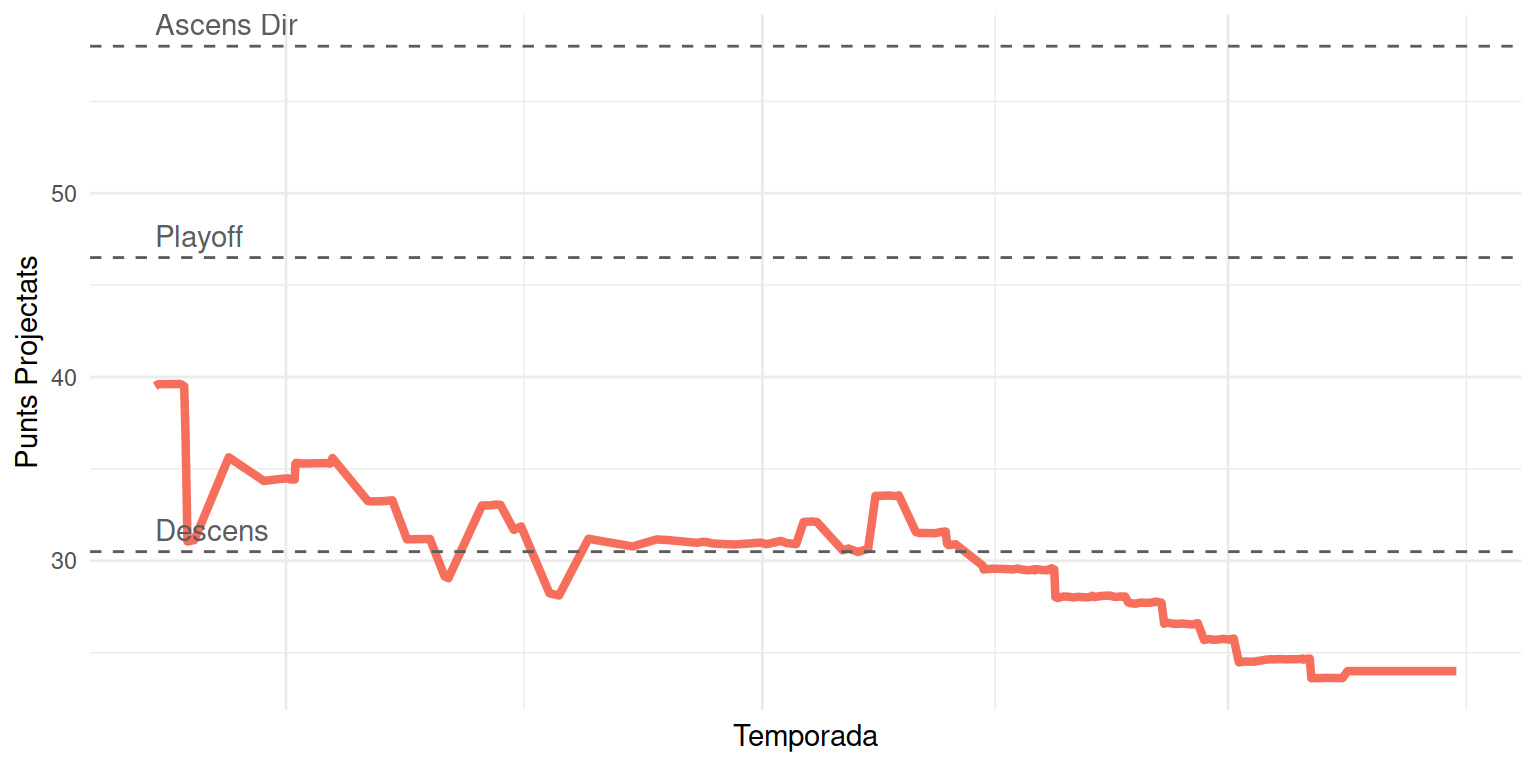 Ascens Dir
50
Playoff
Punts Projectats
40
Descens
30
Temporada